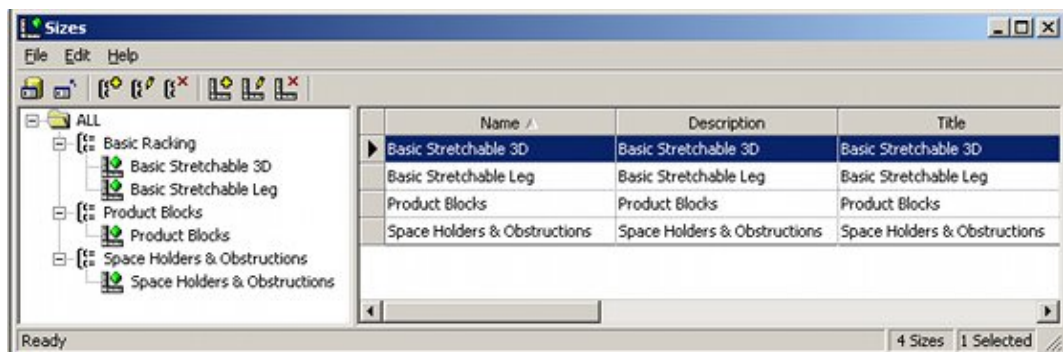 Sizes
File Edit Help
ALL
Basic Racking
Basic Stretchable 3D
Basic Stretchable Leg
Product Blocks
Product Blocks
Space Holders & Obstructions
Space Holders & Obstructions
Name Description Title
Basic Stretchable 3D Basic Stretchable 3D Basic Stretchable 3D
Basic Stretchable Leg Basic Stretchable Leg Basic Stretchable Leg
Product Blocks Product Blocks Product Blocks
Space Holders & Obstructions Space Holders & Obstructions Space Holders & Obstructions
Ready 4 Sizes 1 Selected